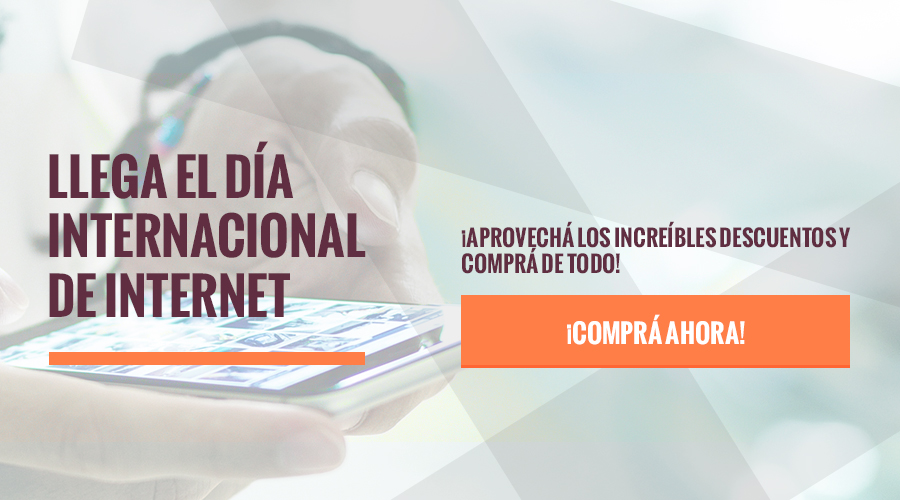 LLEGA EL DÍA
INTERNACIONAL
DE INTERNET
¡APROVECHÁ LOS INCREÍBLES DESCUENTOS Y
COMPRÁ DE TODO!
¡COMPRÁ AHORA!